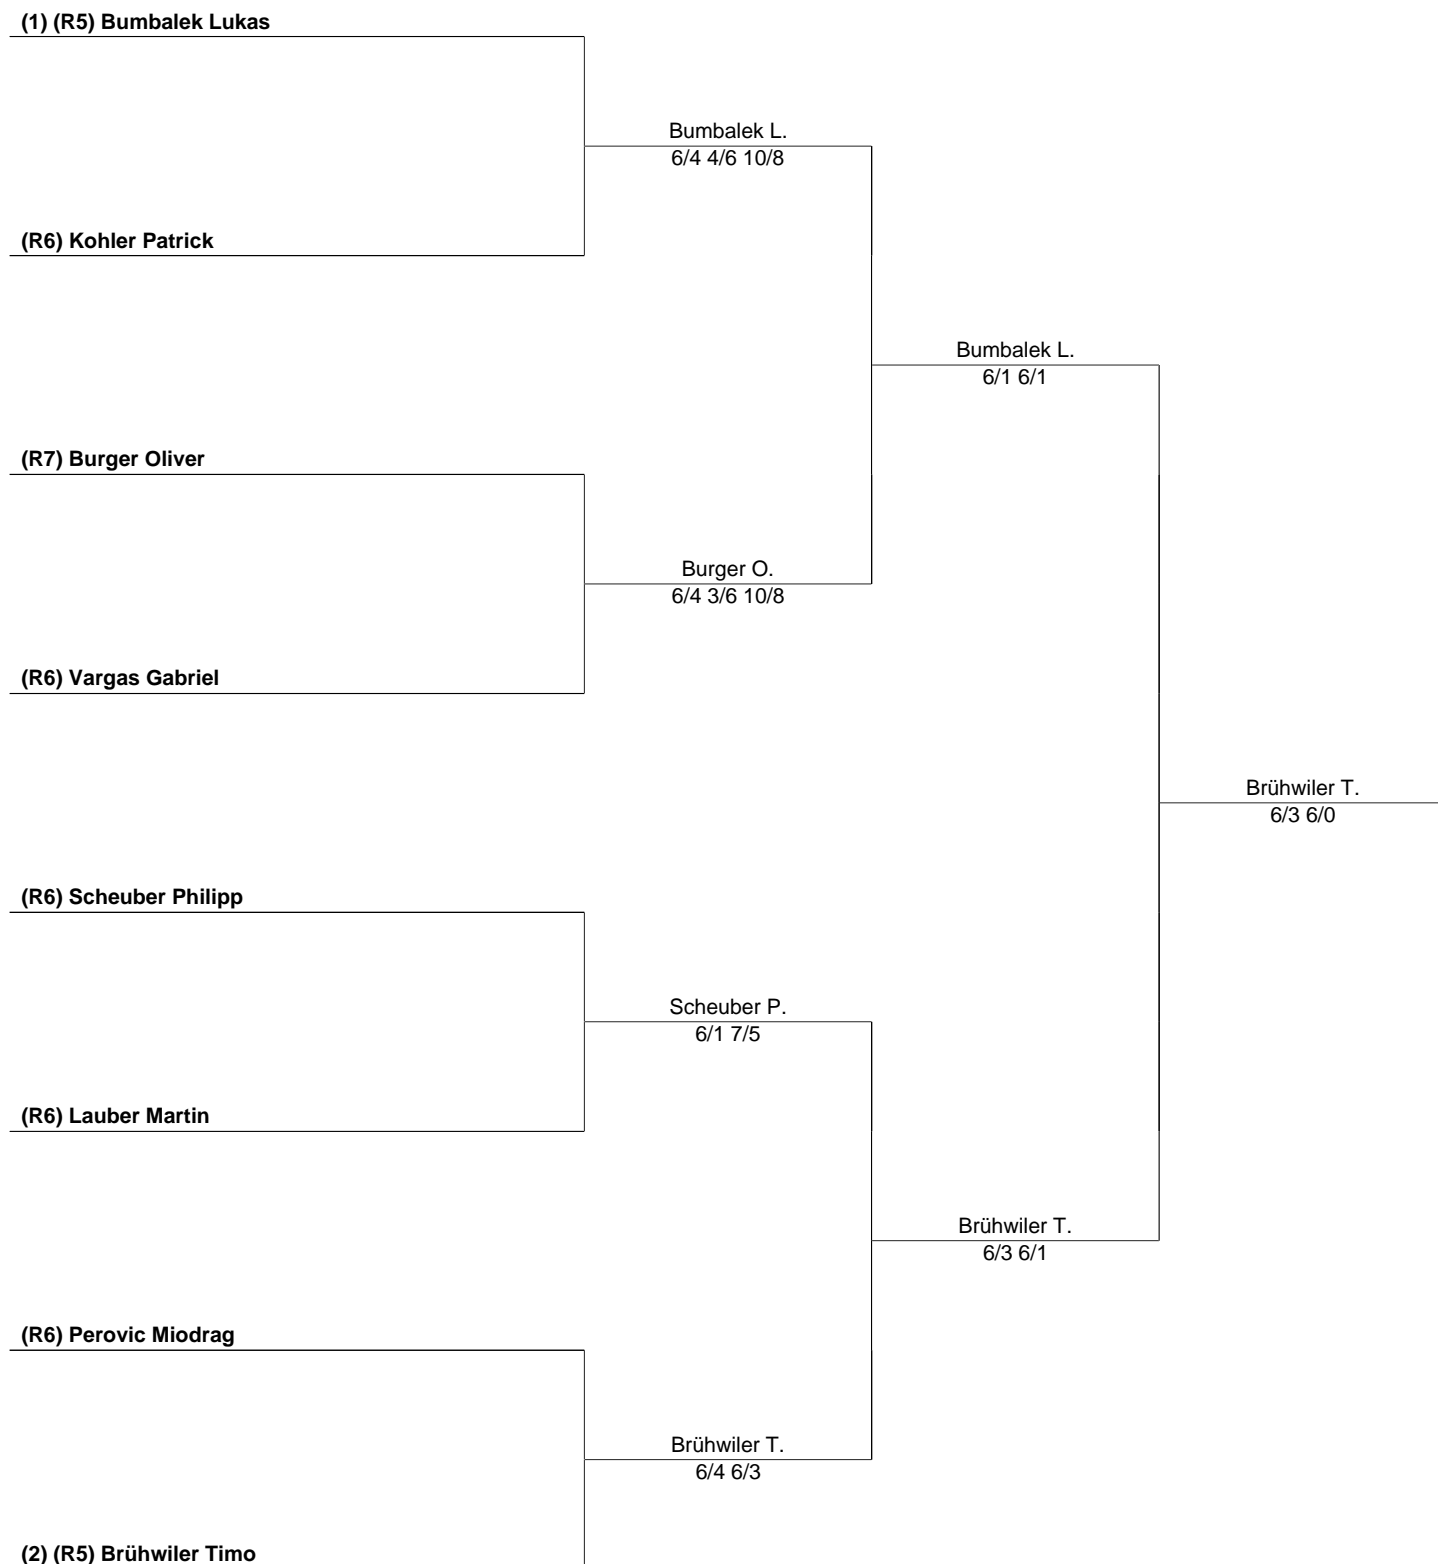 (1) (R5) Bumbalek Lukas
Bumbalek L.
6/4 4/6 10/8
(R6) Kohler Patrick
Bumbalek L.
6/1 6/1
(R7) Burger Oliver
Burger O.
6/4 3/6 10/8
(R6) Vargas Gabriel
Brühwiler T.
6/3 6/0
(R6) Scheuber Philipp
Scheuber P.
6/1 7/5
(R6) Lauber Martin
Brühwiler T.
6/3 6/1
(R6) Perovic Miodrag
Brühwiler T.
6/4 6/3
(2) (R5) Brühwiler Timo